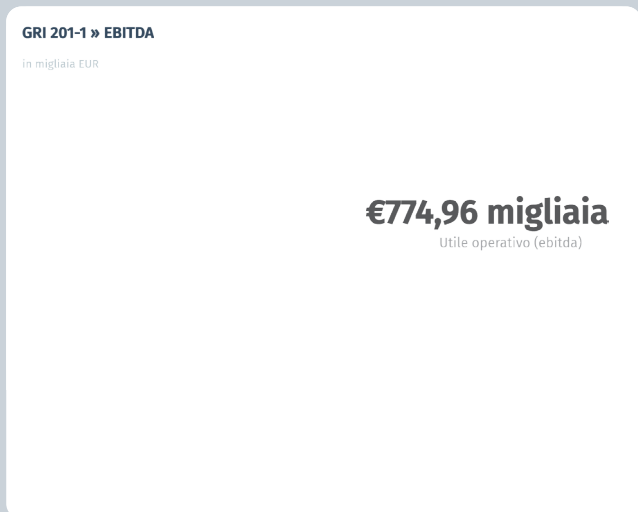 GRI 201-1 » EBITDA
in migliaia EUR
€774,96 migliaia
Utile operativo (ebitda)